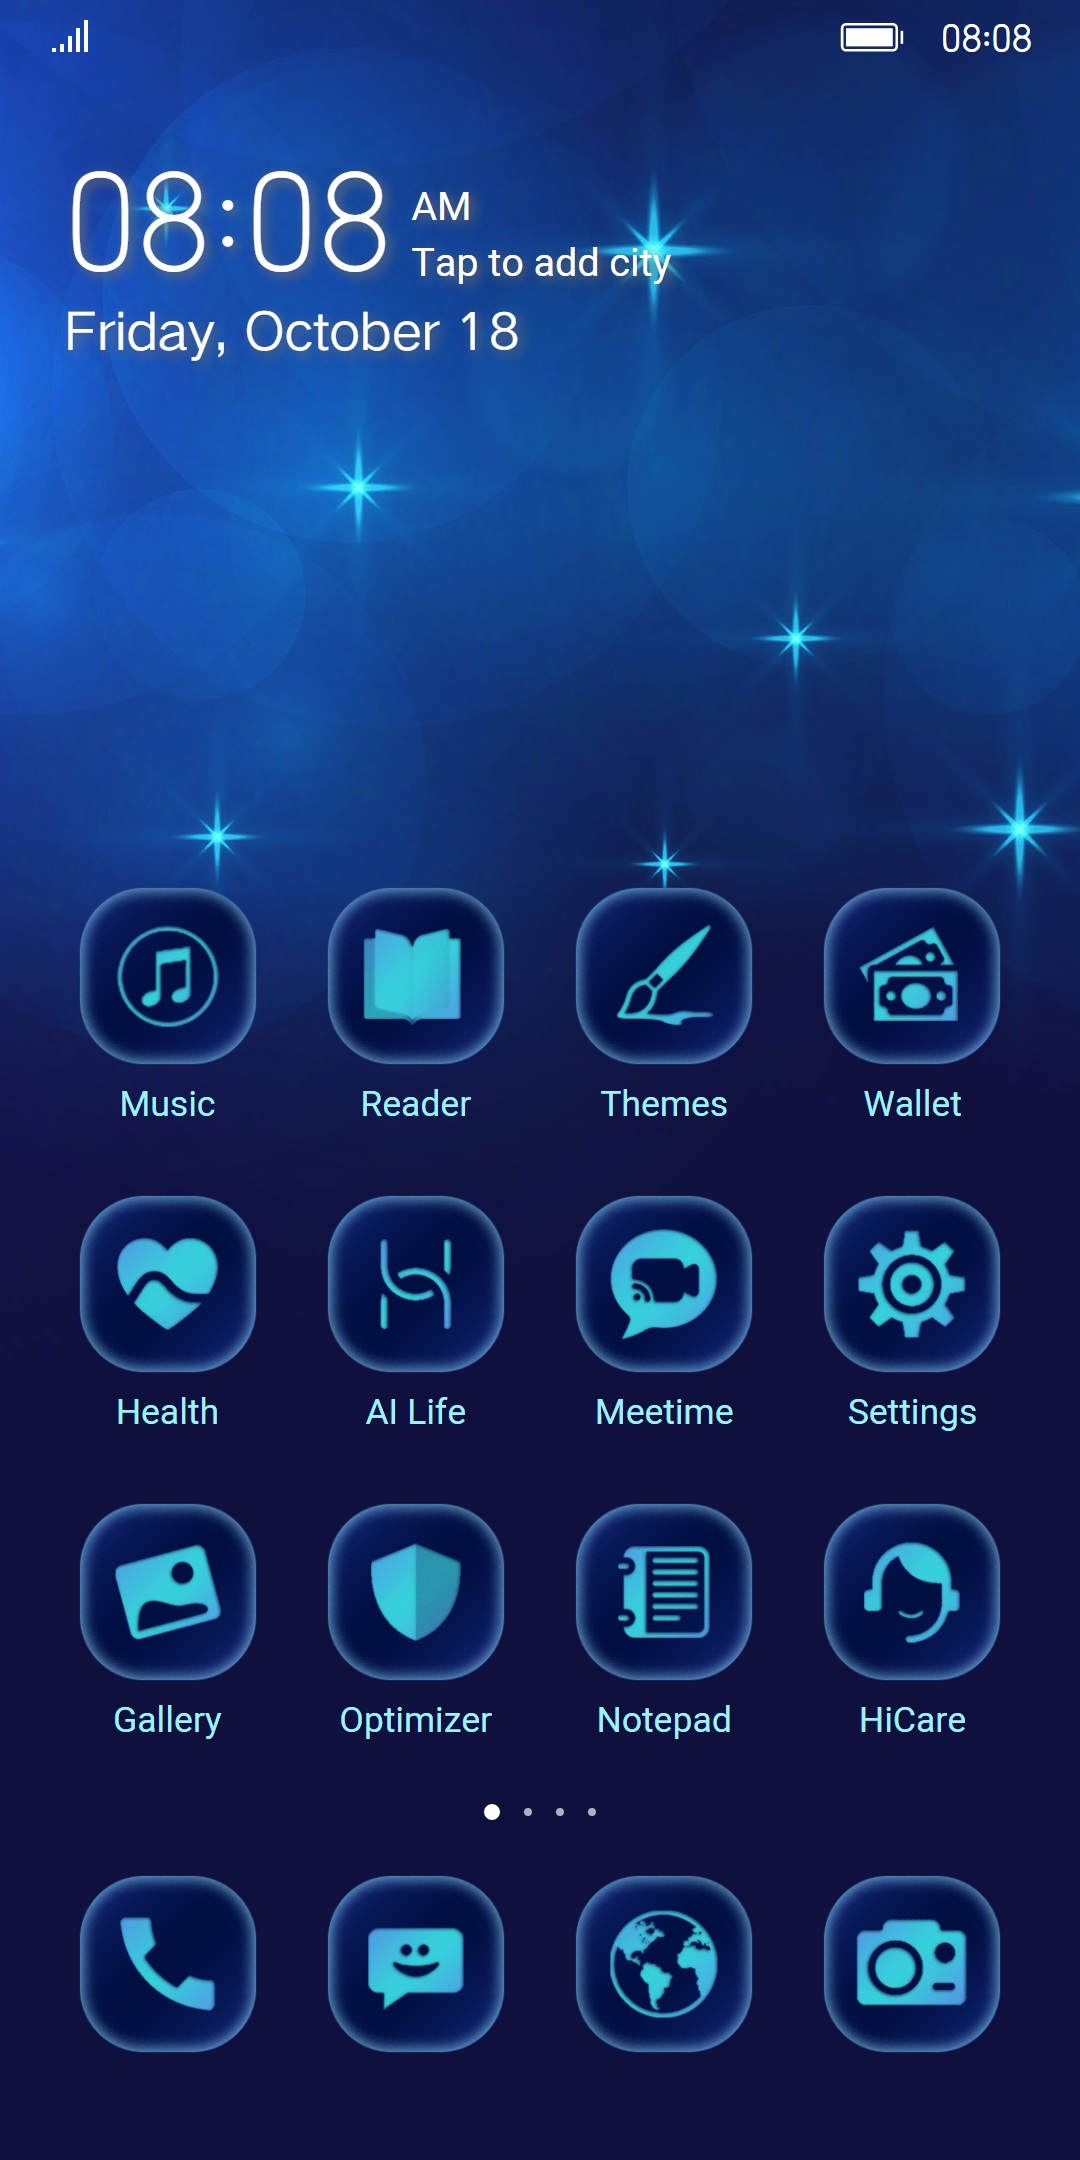 08:08
08:08 AM
Tap to add city
Friday, October 18
Music Reader Themes Wallet
Health AI Life Meetime Settings
Gallery Optimizer Notepad HiCare